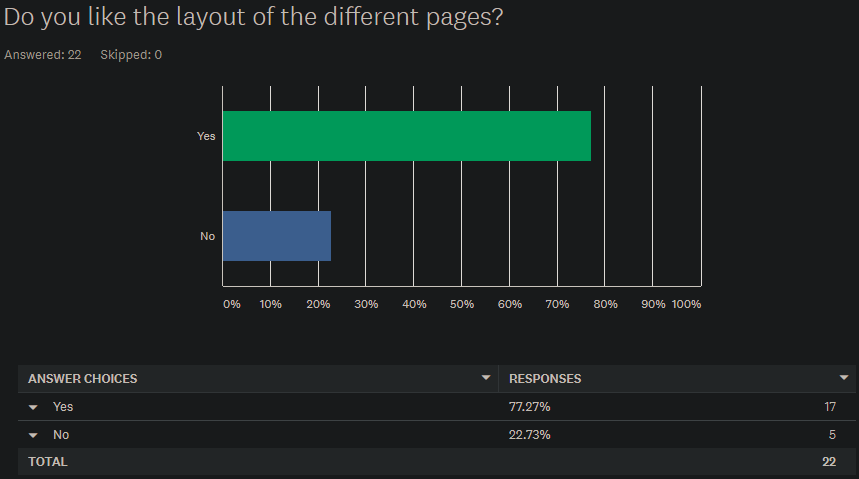 Do you like the layout of the different pages?
Answered: 22 Skipped: 0
Yes
No
0% 10% 20% 30% 40% 50% 60% 70% 80% 90% 100%
ANSWER CHOICES RESPONSES
Yes 77.27% 17
No 22.73% 5
TOTAL 22